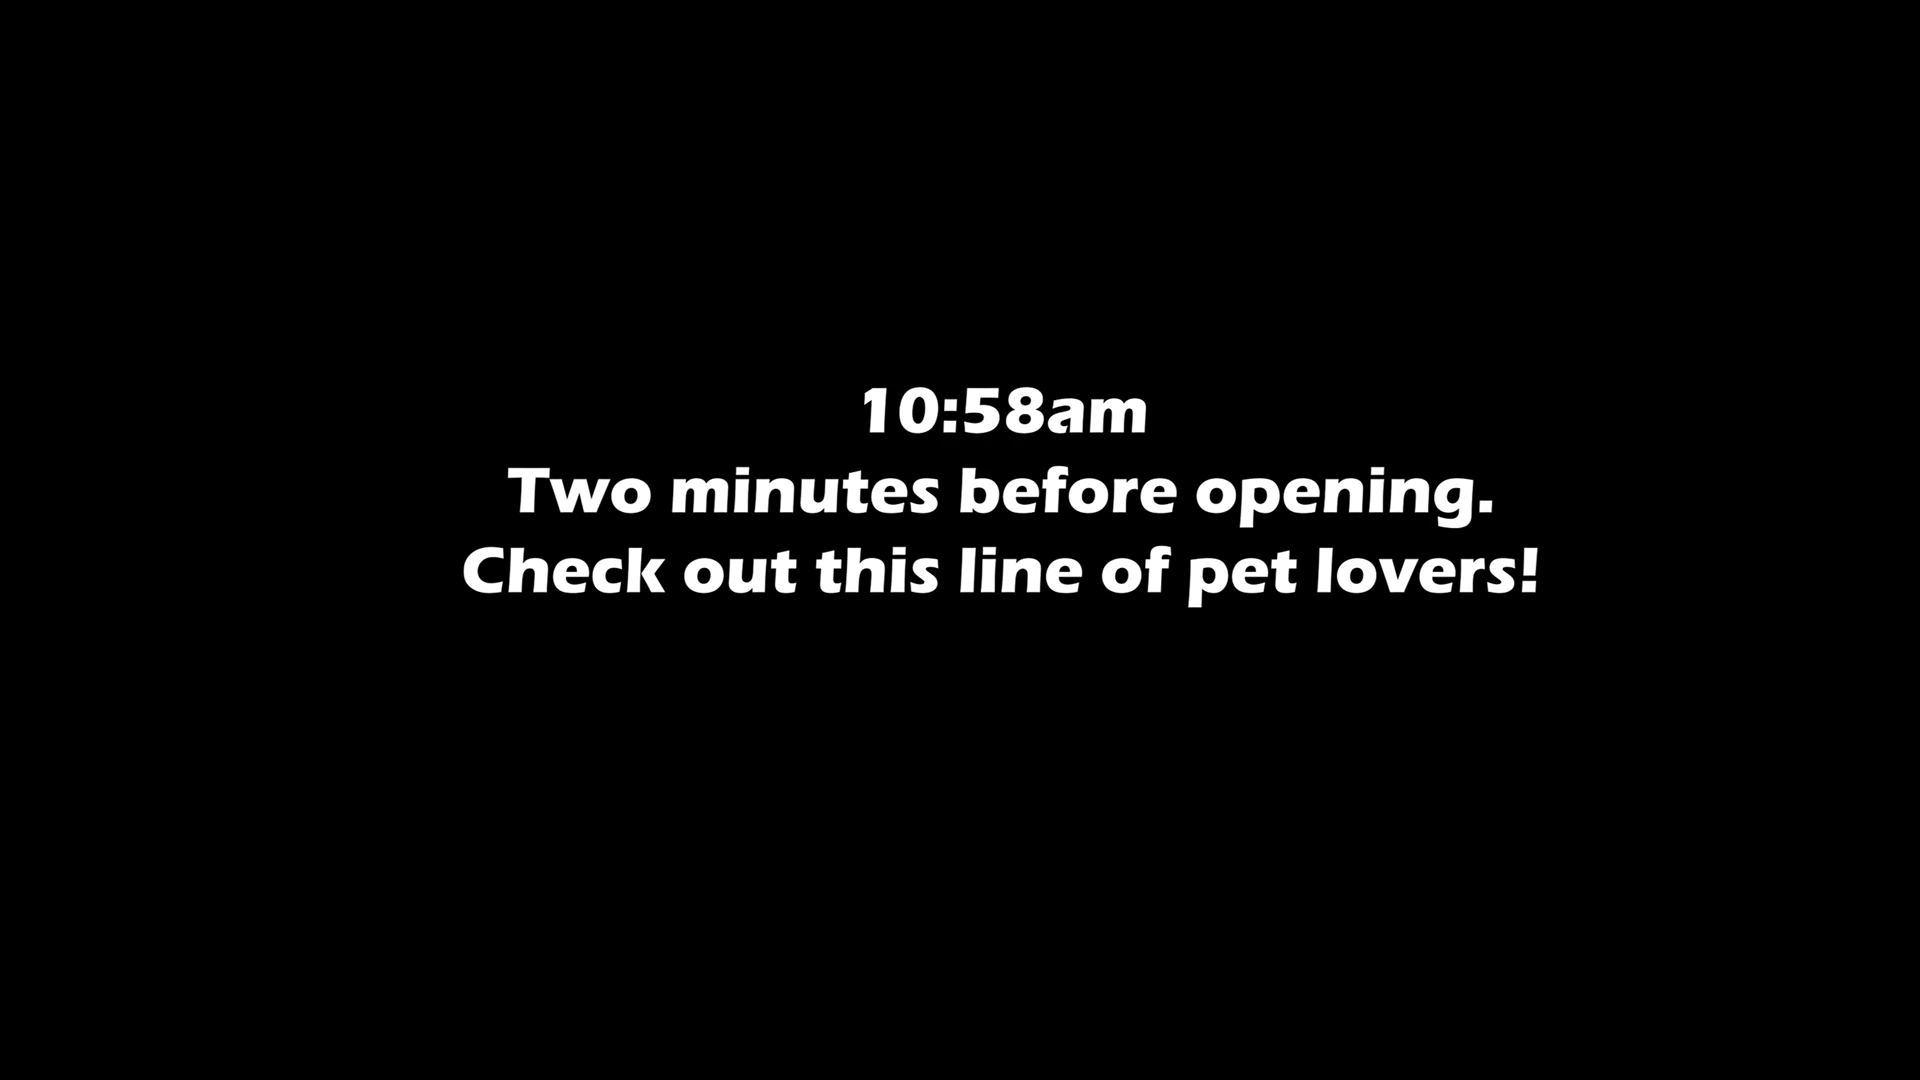 10:58am
Two minutes before opening.
Check out this line of pet lovers!